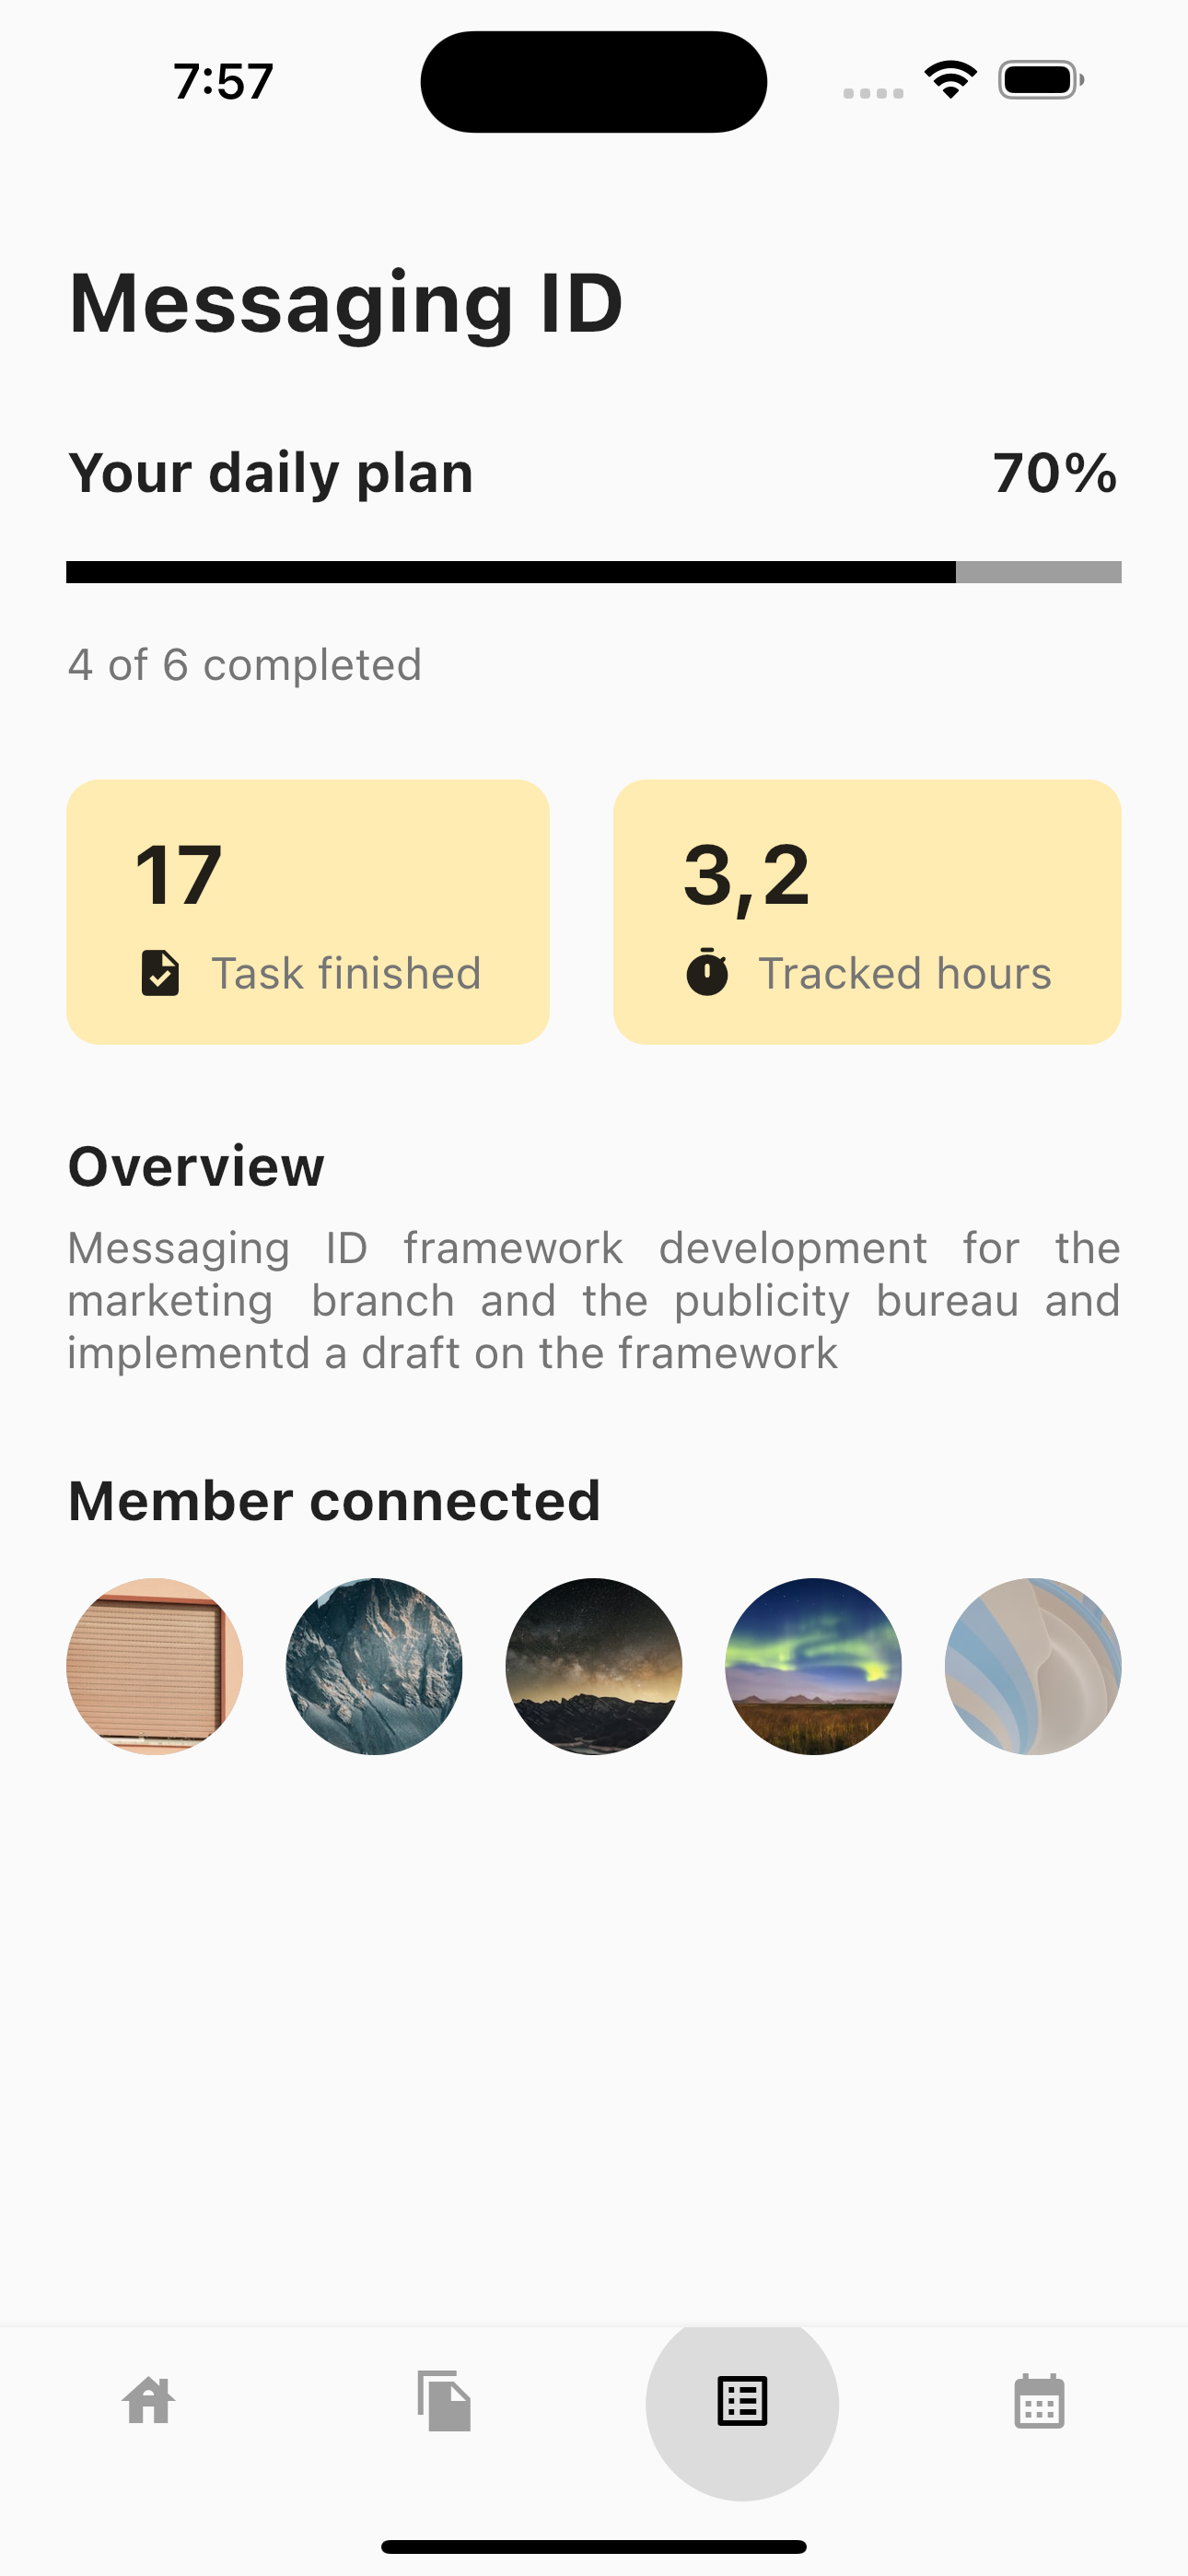 7:57
Messaging ID
Your daily plan 70%
4 of 6 completed
17
Task finished
3,2
Tracked hours
Overview
Messaging ID framework development for the
marketing branch and the publicity bureau and
implementd a draft on the framework
Member connected